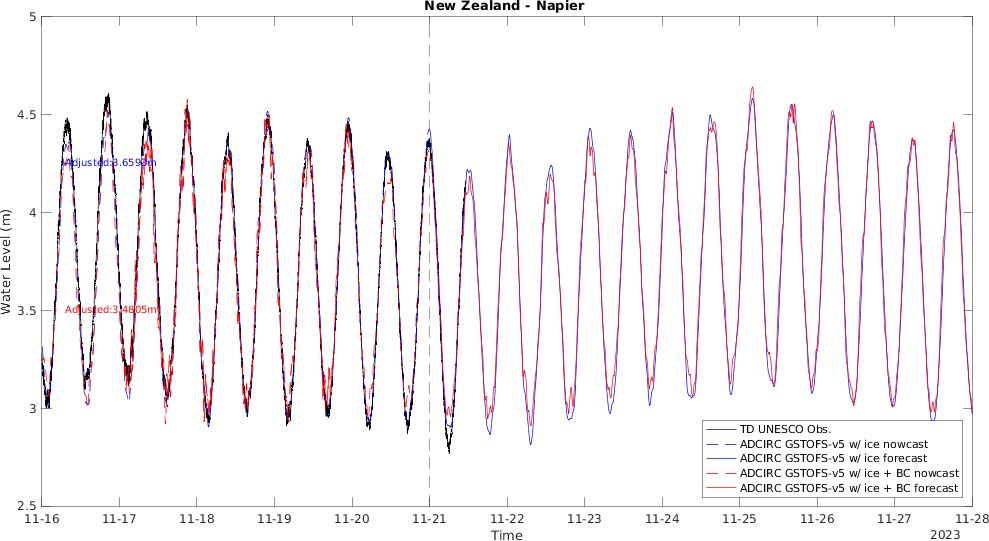 New Zealand - Napier
5
4.5
4
3.5
3
2.5
Water Level (m)
Adjusted:3.6593m
Adjusted:3.4805m
TD UNESCO Obs.
ADCIRC GSTOFS-v5 w/ ice nowcast
ADCIRC GSTOFS-v5 w/ ice forecast
ADCIRC GSTOFS-v5 w/ ice + BC nowcast
ADCIRC GSTOFS-v5 w/ ice + BC forecast
11-16 11-17 11-18 11-19 11-20 11-21 11-22 11-23 11-24 11-25 11-26 11-27 11-28
Time
2023